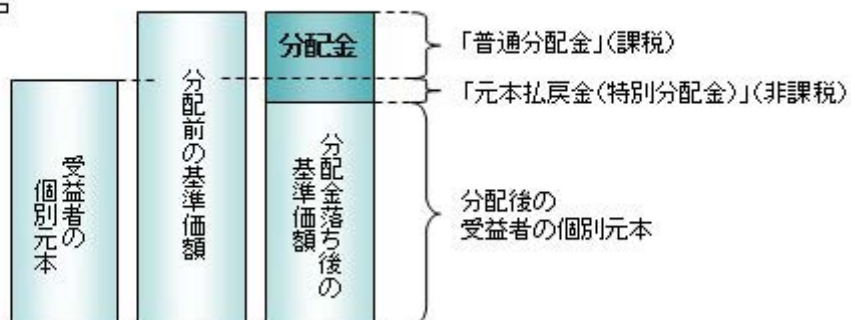 受益者の
個別元本
分配前の基準価額
分配金
分配金落ち後の
基準価額
「普通分配金」(課税)
「元本払戻金(特別分配金)」(非課税)
分配後の
受益者の個別元本